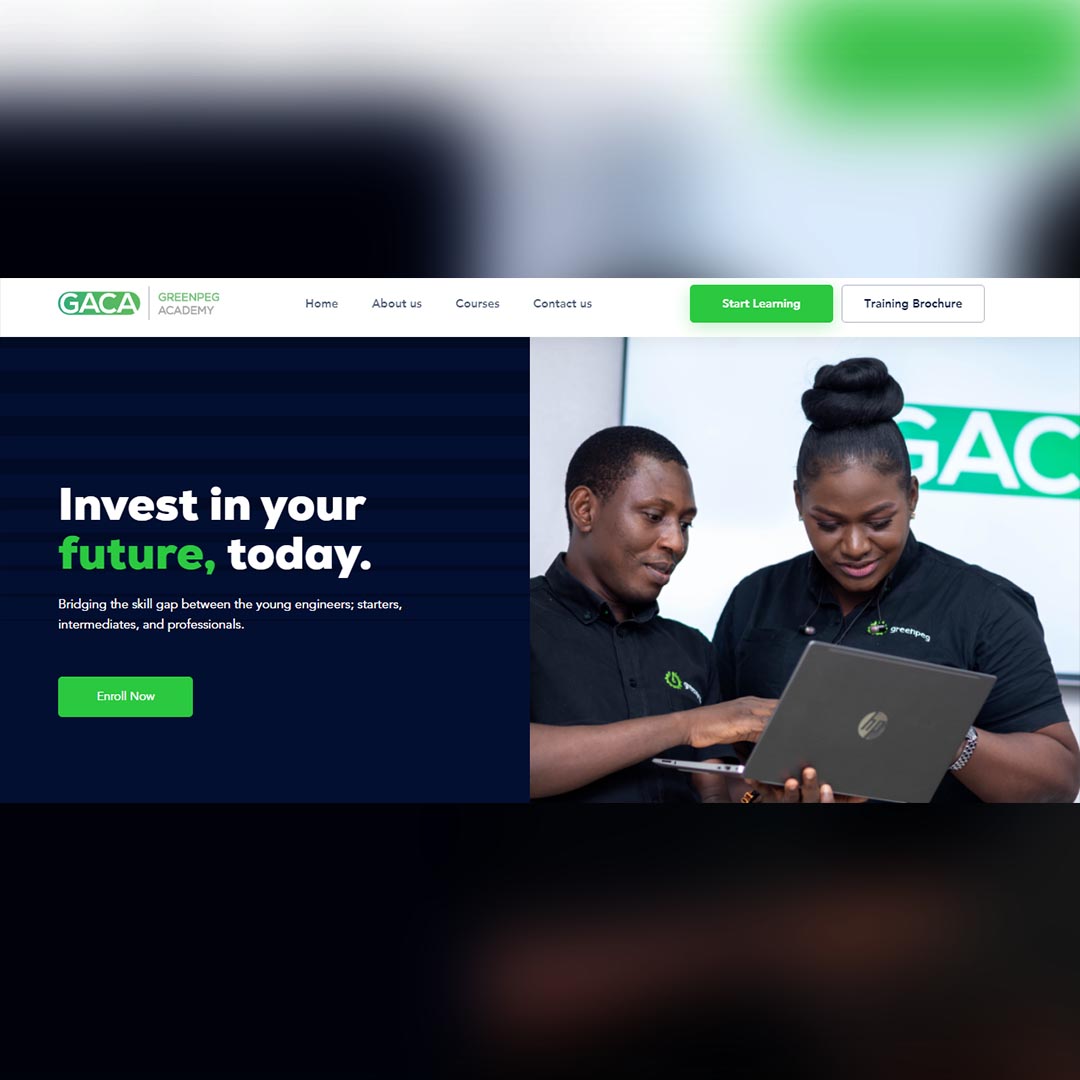 GACA
GREENPEG
ACADEMY
Home
About us
Courses
Contact us
Start Learning
Training Brochure
Invest in your
future, today.
Bridging the skill gap between the young engineers; starters,
intermediates, and professionals.
Enroll Now
GAC
greenpeg
hp